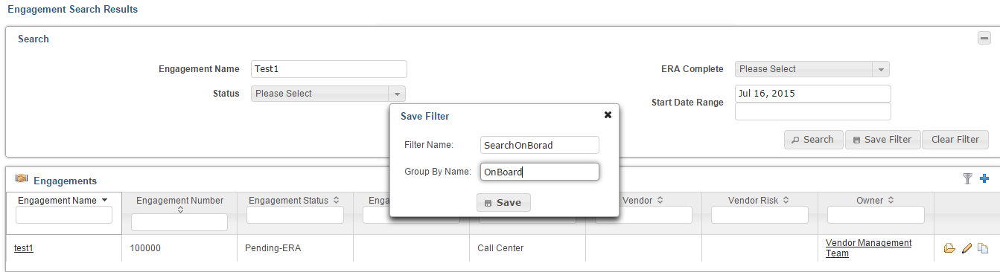 Engagement Search Results
Search
Engagement Name Test1 ERA Complete Please Select
Status Please Select Start Date Range Jul 16, 2015
Save Filter
Filter Name: SearchOnBorad
Group By Name: OnBoard
Save
Search Save Filter Clear Filter
Engagements
Engagement Name Engagement Number Engagement Status Enga Vendor Vendor Risk Owner
test1 100000 Pending-ERA Call Center Vendor Management
Team